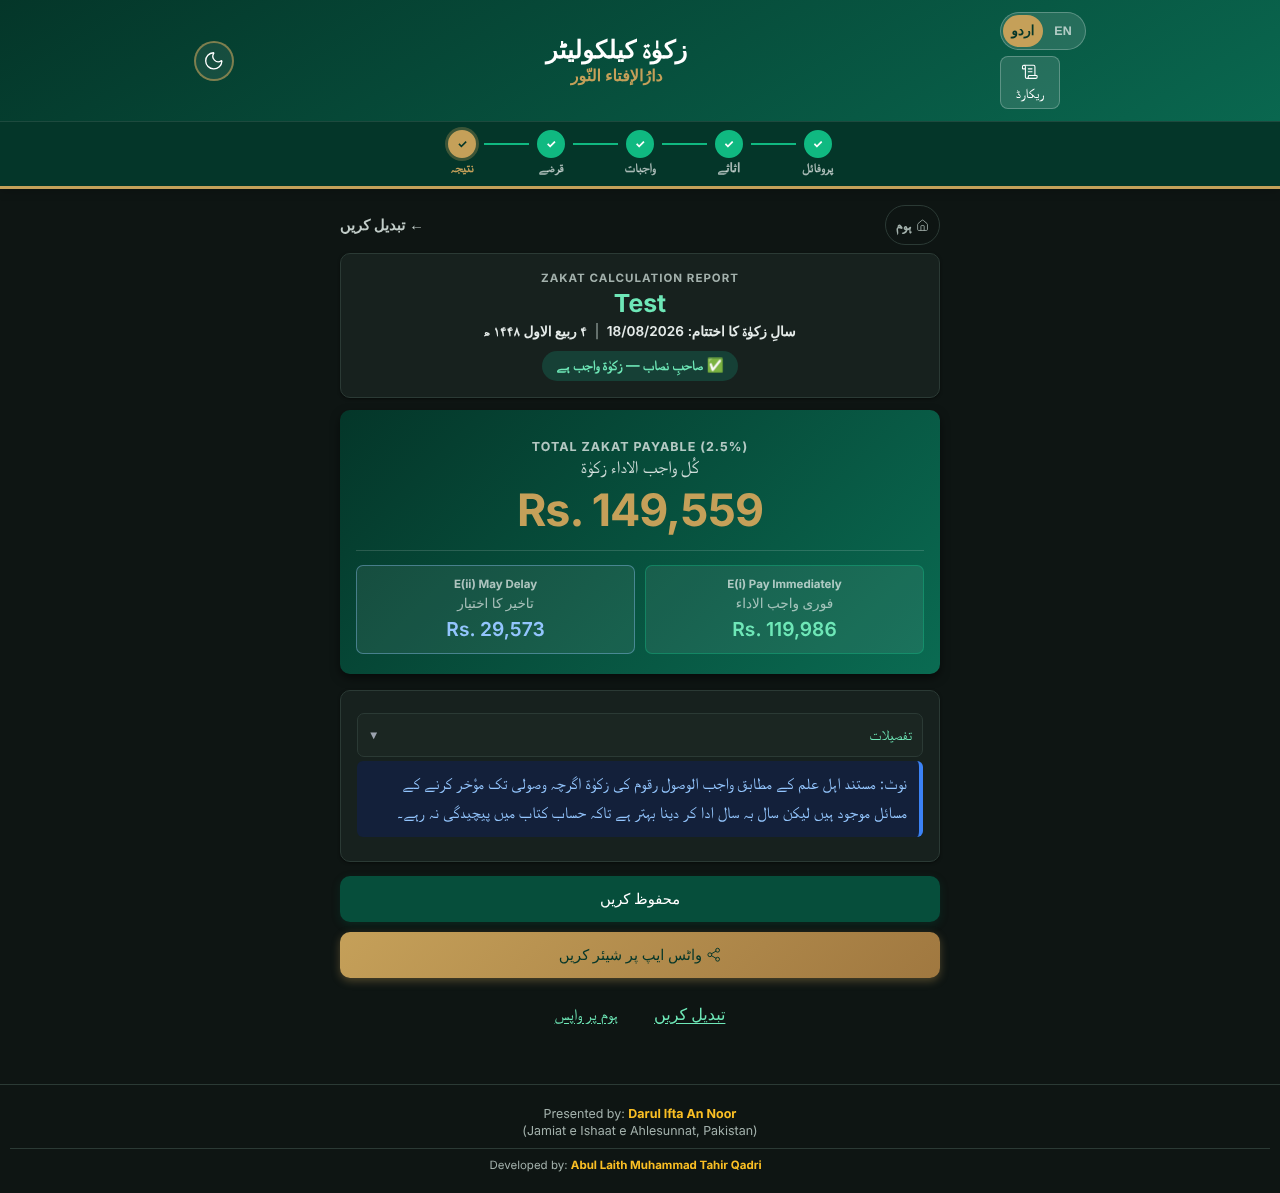 EN
اردو
ریکارڈ
زکوٰۃ کیلکولیٹر
دارُالإفتاء النّور
پروفائل
اثاثے
واجبات
قرضے
نتیجہ
ہوم
← تبدیل کریں
ZAKAT CALCULATION REPORT
Test
سالِ زکوٰۃ کا اختتام: 18/08/2026 | ۴ ربیع الاول ۱۴۴۸ ھ
✅ صاحبِ نصاب — زکوٰۃ واجب ہے
TOTAL ZAKAT PAYABLE (2.5%)
کُل واجب الاداء زکوٰۃ
Rs. 149,559
E(i) Pay Immediately
فوری واجب الاداء
Rs. 119,986
E(ii) May Delay
تاخیر کا اختیار
Rs. 29,573
تفصیلات ▼
نوٹ: مستند اہل علم کے مطابق واجب الوصول رقوم کی زکوٰۃ اگرچہ وصولی تک مؤخر کرنے کے
مسائل موجود ہیں لیکن سال بہ سال ادا کر دینا بہتر ہے تاکہ حساب کتاب میں پیچیدگی نہ رہے۔
محفوظ کریں
واٹس ایپ پر شیئر کریں
تبدیل کریں
ہوم پر واپس
Presented by: Darul Ifta An Noor
(Jamiat e Ishaat e Ahlesunnat, Pakistan)
Developed by: Abul Laith Muhammad Tahir Qadri